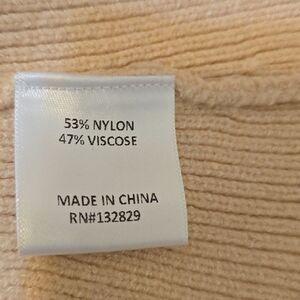 53% NYLON
47% VISCOSE
MADE IN CHINA
RN#132829